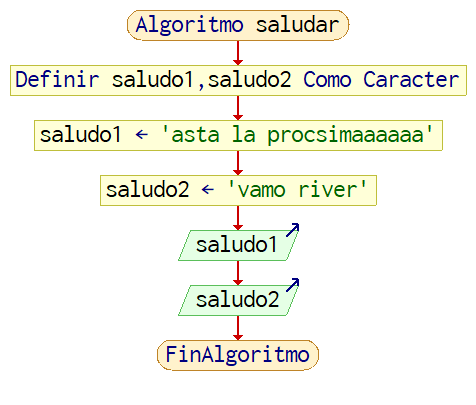 Algoritmo saludar
Definir saludo1,saludo2 Como Caracter
saludo1 ← 'asta la procsimaaaaaa'
saludo2 ← 'vamo river'
saludo1
saludo2
FinAlgoritmo